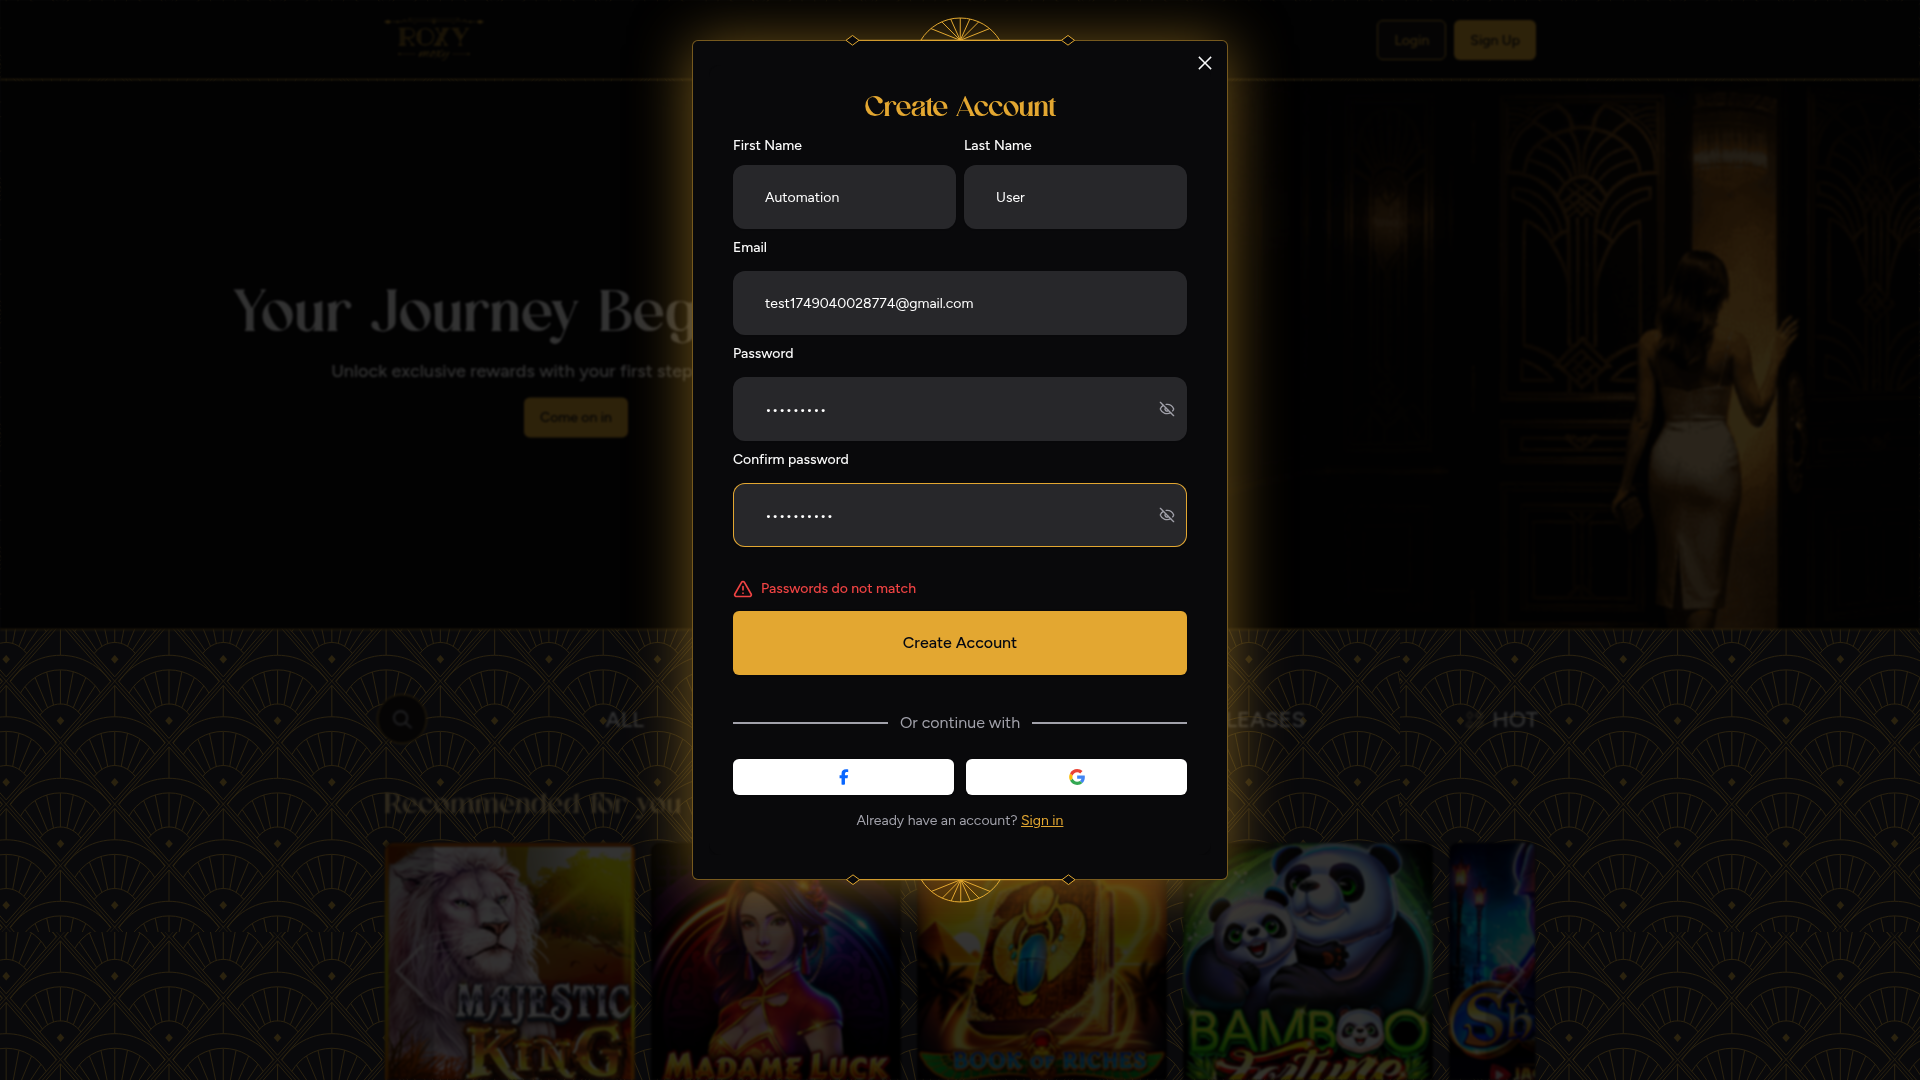 ROXY
Login
Sign Up
Create Account
First Name
Last Name
Automation
User
Email
test1749040028774@gmail.com
Your Journey Beg
Password
Unlock exclusive rewards with your first step
•••••••••
Come on in
Confirm password
••••••••••
Passwords do not match
Create Account
ALL
Or continue with
LEASES
HOT
Recommended for you
Already have an account? Sign in
MAJESTIC
KING
MADAME LUCK
BOOK OF RICHES
BAMBOO
Fortune
Sh
JA